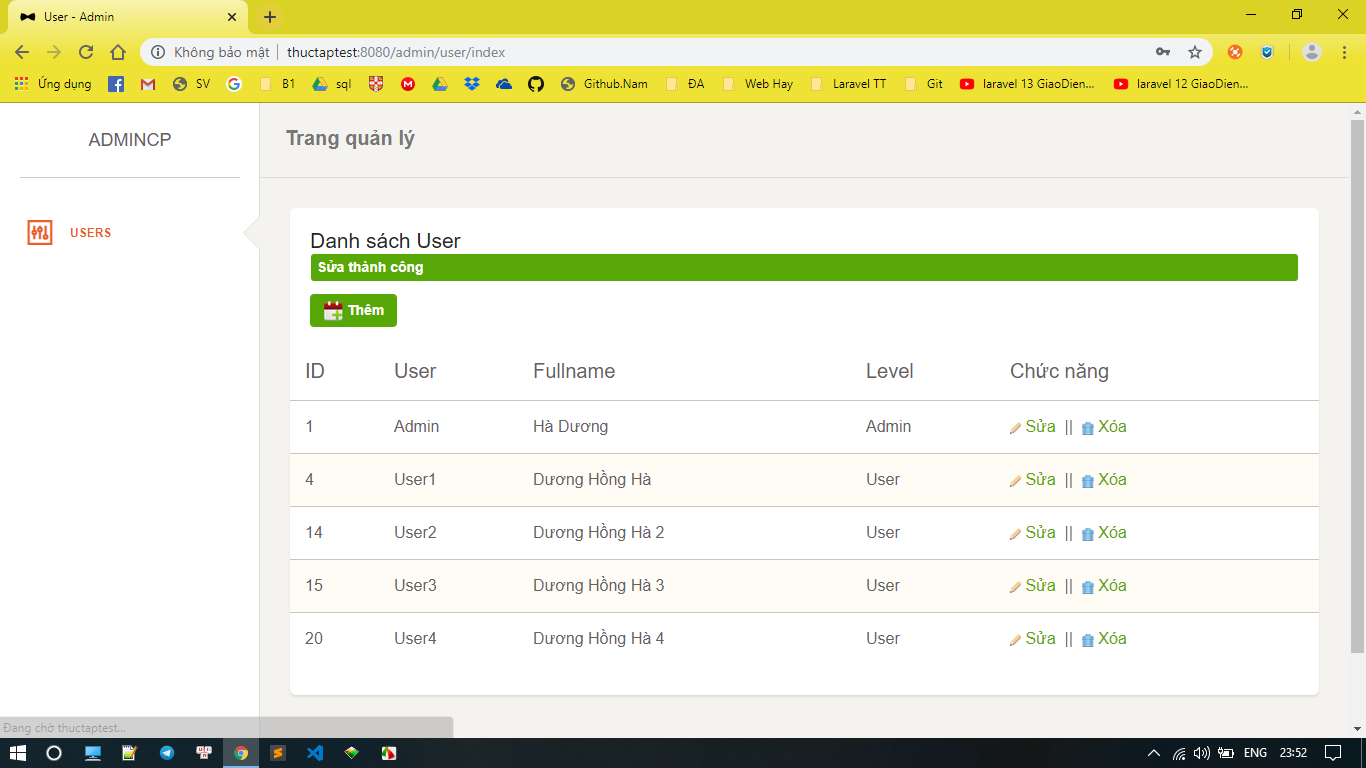 User - Admin
Không bảo mật thuctaptest:8080/admin/user/index
Ứng dụng SV B1 sql Github.Nam ĐA Web Hay Laravel TT Git laravel 13 GiaoDien... laravel 12 GiaoDien...
ADMINCP
Trang quản lý
USERS
Danh sách User
Sửa thành công
Thêm
ID User Fullname Level Chức năng
1 Admin Hà Dương Admin Sửa || Xóa
4 User1 Dương Hồng Hà User Sửa || Xóa
14 User2 Dương Hồng Hà 2 User Sửa || Xóa
15 User3 Dương Hồng Hà 3 User Sửa || Xóa
20 User4 Dương Hồng Hà 4 User Sửa || Xóa
Đang chờ thuctaptest...
ENG 23:52